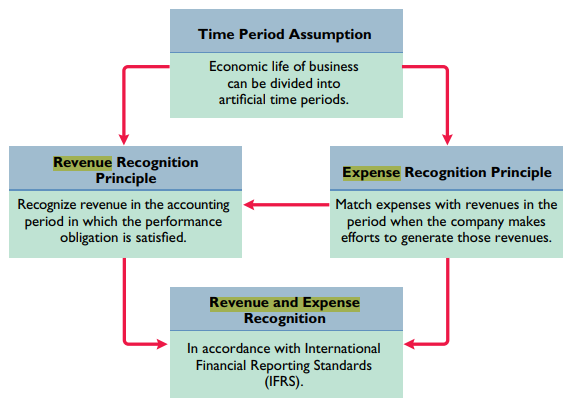 Time Period Assumption
Economic life of business
can be divided into
artificial time periods.
Revenue Recognition
Principle
Recognize revenue in the accounting
period in which the performance
obligation is satisfied.
Expense Recognition Principle
Match expenses with revenues in the
period when the company makes
efforts to generate those revenues.
Revenue and Expense
Recognition
In accordance with International
Financial Reporting Standards
(IFRS).